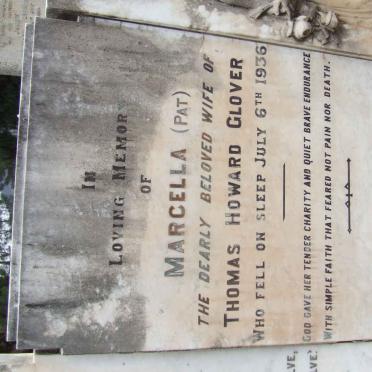 IN
LOVING MEMORY
OF
MARCELLA (PAT)
THE DEARLY BELOVED WIFE OF
THOMAS HOWARD GLOVER
WHO FELL ON SLEEP JULY 6TH 1936
GOD GAVE HER TENDER CHARITY AND QUIET BRAVE ENDURANCE
WITH SIMPLE FAITH THAT FEARED NOT PAIN NOR DEATH.